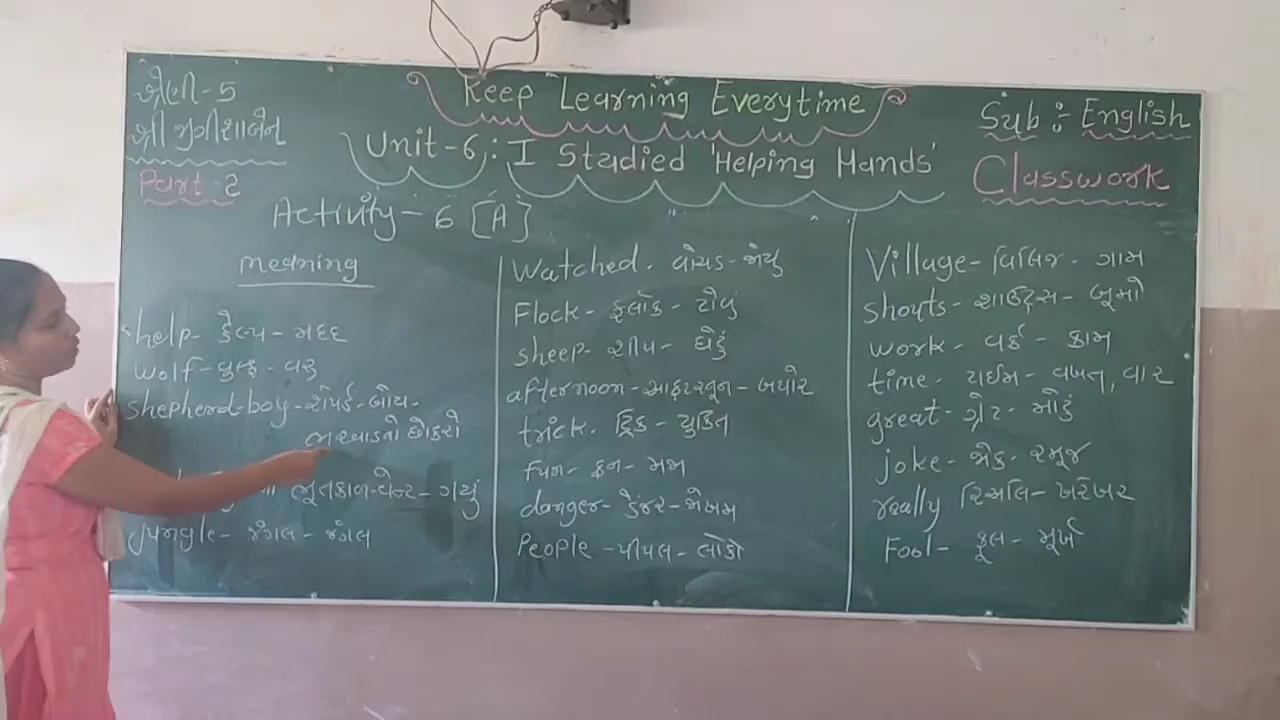 Keep Learning Everytime
શ્રેણી-5
શ્રી જીગીશાબેન
Part-2
Unit-6: I Studied 'Helping Hands'
Sub: English
Classwork
Activity-6 [A]
meaning
help- હેલ્પ - મદદ
wolf- વુલ્ફ - વરુ
shepherd-boy- શેપર્ડ-બોય-
ભરવાડનો છોકરો
ભૂતકાળ-વેન્ટ- ગયું
jungle- જંગલ - જંગલ
Watched. વોચડ-જોયું
Flock- ફ્લોક - ટોળું
sheep- શીપ- ઘેટું
afternoon-આફ્ટરનૂન-બપોર
trick. ટ્રિક - યુકિત
fun- ફન- મજા
danger- ડેંજર-જોખમ
People -પીપલ- લોકો
Village- વિલિજ - ગામ
shouts- શાઉટ્સ- બૂમો
work - વર્ક - કામ
time- ટાઈમ-વખત, વાર
great- ગ્રેટ- મોટું
joke- જોક-રમૂજ
really રિઅલિ- ખરેખર
Fool- ફૂલ- મૂર્ખ